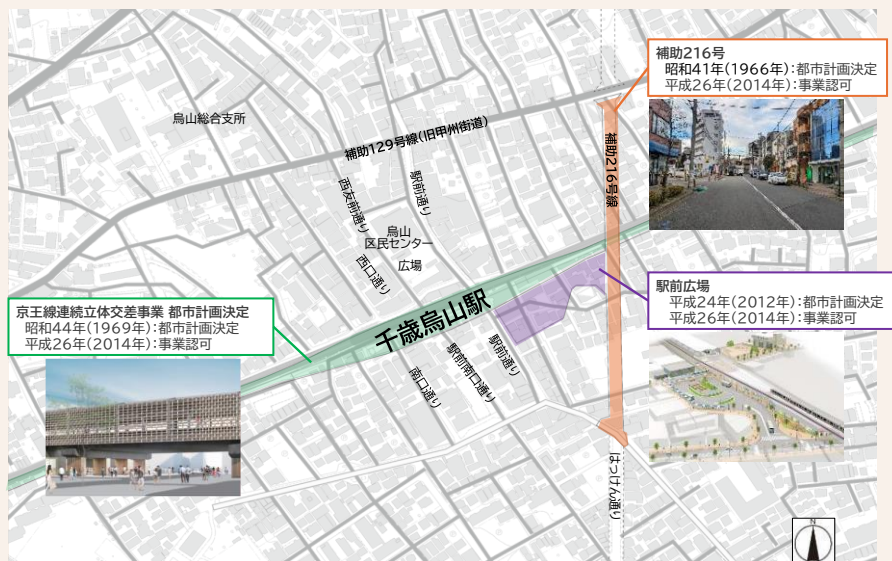 補助216号
昭和41年(1966年):都市計画決定
平成26年(2014年):事業認可
烏山総合支所
補助129号線(旧甲州街道)
補助216号線
西友前通り
駅前通り
烏山
区民センター
広場
西口通り
駅前広場
平成24年(2012年):都市計画決定
平成26年(2014年):事業認可
京王線連続立体交差事業 都市計画決定
昭和44年(1969年):都市計画決定
平成26年(2014年):事業認可
千歳烏山駅
南口通り
駅前南口通り
駅前通り
はっけん通り
N